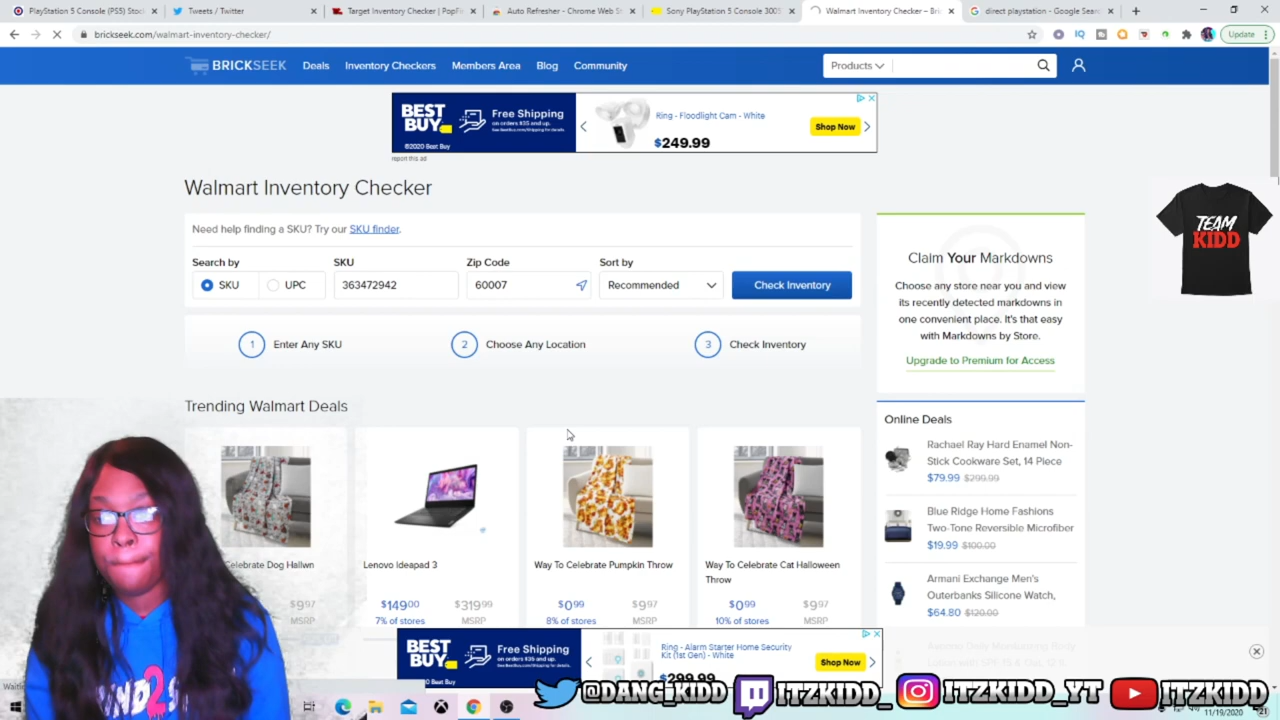 PlayStation 5 (PS5) Stock
Tweets / Twitter
Target Inventory Checker | PopFi
Auto Refresher - Chrome Web St
Sony PlayStation 5 Console 3005
Walmart Inventory Checker – Bri
direct playstation - Google Sear
brickseek.com/walmart-inventory-checker/
Update
BRICKSEEK
Deals
Inventory Checkers
Members Area
Blog
Community
Products
BEST BUY
Free Shipping
on orders $35 and up.
©2020 Best Buy
Ring - Floodlight Cam - White
$249.99
Shop Now
report this ad
Walmart Inventory Checker
Need help finding a SKU? Try our SKU finder.
Search by
SKU
Zip Code
Sort by
SKU
UPC
363472942
60007
Recommended
Check Inventory
1 Enter Any SKU
2 Choose Any Location
3 Check Inventory
Claim Your Markdowns
Choose any store near you and view
its recently detected markdowns in
one convenient place. It's that easy
with Markdowns by Store.
Upgrade to Premium for Access
TEAM
KIDD
Trending Walmart Deals
Celebrate Dog Hallwn
$9.97
MSRP
Lenovo Ideapad 3
$149.00
$319.99
7% of stores
MSRP
Way To Celebrate Pumpkin Throw
$0.99
$9.97
8% of stores
MSRP
Way To Celebrate Cat Halloween
Throw
$0.99
$9.97
10% of stores
MSRP
Online Deals
Rachael Ray Hard Enamel Non-
Stick Cookware Set, 14 Piece
$79.99 $299.99
Blue Ridge Home Fashions
Two-Tone Reversible Microfiber
$19.99 $100.00
Armani Exchange Men's
Outerbanks Silicone Watch,
$64.80 $120.00
BEST BUY
Free Shipping
on orders $35 and up.
Best Buy
Ring - Alarm Starter Home Security
Kit (1st Gen) - White
$299.99
Shop Now
@DANG_KIDD
ITZKIDD_
ITZKIDD_YT
ITZKIDD
11/19/2020
21